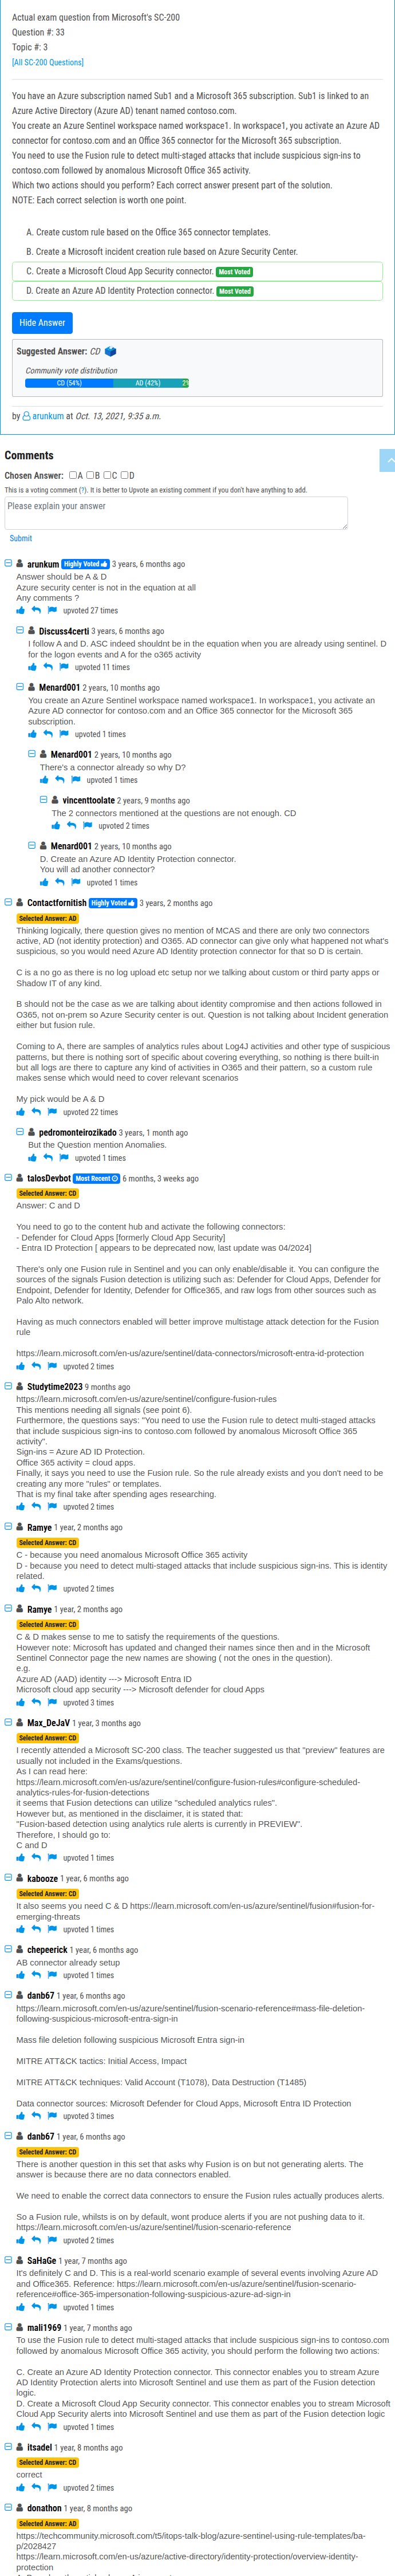 Actual exam question from Microsoft's SC-200
Question #: 33
Topic #: 3
[All SC-200 Questions]
You have an Azure subscription named Sub1 and a Microsoft 365 subscription. Sub1 is linked to an
Azure Active Directory (Azure AD) tenant named contoso.com.
You create an Azure Sentinel workspace named workspace1. In workspace1, you activate an Azure AD
connector for contoso.com and an Office 365 connector for the Microsoft 365 subscription.
You need to use the Fusion rule to detect multi-staged attacks that include suspicious sign-ins to
contoso.com followed by anomalous Microsoft Office 365 activity.
Which two actions should you perform? Each correct answer present part of the solution.
NOTE: Each correct selection is worth one point.
A. Create custom rule based on the Office 365 connector templates.
B. Create a Microsoft incident creation rule based on Azure Security Center.
C. Create a Microsoft Cloud App Security connector. Most Voted
D. Create an Azure AD Identity Protection connector. Most Voted
Hide Answer
Suggested Answer: CD
Community vote distribution
CD (54%) AD (42%) 2%
by arunkum at Oct. 13, 2021, 9:35 a.m.
Comments
Chosen Answer: A B C D
This is a voting comment (?). It is better to Upvote an existing comment if you don't have anything to add.
Please explain your answer
Submit
arunkum Highly Voted 3 years, 6 months ago
Answer should be A & D
Azure security center is not in the equation at all
Any comments ?
upvoted 27 times
Discuss4certi 3 years, 6 months ago
I follow A and D. ASC indeed shouldnt be in the equation when you are already using sentinel. D
for the logon events and A for the o365 activity
upvoted 11 times
Menard001 2 years, 10 months ago
You create an Azure Sentinel workspace named workspace1. In workspace1, you activate an
Azure AD connector for contoso.com and an Office 365 connector for the Microsoft 365
subscription.
upvoted 1 times
Menard001 2 years, 10 months ago
There's a connector already so why D?
upvoted 1 times
vincenttoolate 2 years, 9 months ago
The 2 connectors mentioned at the questions are not enough. CD
upvoted 2 times
Menard001 2 years, 10 months ago
D. Create an Azure AD Identity Protection connector.
You will ad another connector?
upvoted 1 times
Contactfornitish Highly Voted 3 years, 2 months ago
Selected Answer: AD
Thinking logically, there question gives no mention of MCAS and there are only two connectors
active, AD (not identity protection) and O365. AD connector can give only what happened not what's
suspicious, so you would need Azure AD Identity protection connector for that so D is certain.
C is a no go as there is no log upload etc setup nor we talking about custom or third party apps or
Shadow IT of any kind.
B should not be the case as we are talking about identity compromise and then actions followed in
O365, not on-prem so Azure Security center is out. Question is not talking about Incident generation
either but fusion rule.
Coming to A, there are samples of analytics rules about Log4J activities and other type of suspicious
patterns, but there is nothing sort of specific about covering everything, so nothing is there built-in
but all logs are there to capture any kind of activities in O365 and their pattern, so a custom rule
makes sense which would need to cover relevant scenarios
My pick would be A & D
upvoted 22 times
pedromonteirozikado 3 years, 1 month ago
But the Question mention Anomalies.
upvoted 1 times
talosDevbot Most Recent 6 months, 3 weeks ago
Selected Answer: CD
Answer: C and D
You need to go to the content hub and activate the following connectors:
- Defender for Cloud Apps [formerly Cloud App Security]
- Entra ID Protection [ appears to be deprecated now, last update was 04/2024]
There's only one Fusion rule in Sentinel and you can only enable/disable it. You can configure the
sources of the signals Fusion detection is utilizing such as: Defender for Cloud Apps, Defender for
Endpoint, Defender for Identity, Defender for Office365, and raw logs from other sources such as
Palo Alto network.
Having as much connectors enabled will better improve multistage attack detection for the Fusion
rule
https://learn.microsoft.com/en-us/azure/sentinel/data-connectors/microsoft-entra-id-protection
upvoted 2 times
Studytime2023 9 months ago
https://learn.microsoft.com/en-us/azure/sentinel/configure-fusion-rules
This mentions needing all signals (see point 6).
Furthermore, the questions says: "You need to use the Fusion rule to detect multi-staged attacks
that include suspicious sign-ins to contoso.com followed by anomalous Microsoft Office 365
activity".
Sign-ins = Azure AD ID Protection.
Office 365 activity = cloud apps.
Finally, it says you need to use the Fusion rule. So the rule already exists and you don't need to be
creating any more "rules" or templates.
That is my final take after spending ages researching.
upvoted 2 times
Ramye 1 year, 2 months ago
Selected Answer: CD
C - because you need anomalous Microsoft Office 365 activity
D - because you need to detect multi-staged attacks that include suspicious sign-ins. This is identity
related.
upvoted 2 times
Ramye 1 year, 2 months ago
Selected Answer: CD
C & D makes sense to me to satisfy the requirements of the questions.
However note: Microsoft has updated and changed their names since then and in the Microsoft
Sentinel Connector page the new names are showing ( not the ones in the question).
e.g.
Azure AD (AAD) identity ---> Microsoft Entra ID
Microsoft cloud app security ---> Microsoft defender for cloud Apps
upvoted 3 times
Max_DeJaV 1 year, 3 months ago
Selected Answer: CD
I recently attended a Microsoft SC-200 class. The teacher suggested us that "preview" features are
usually not included in the Exams/questions.
As I can read here:
https://learn.microsoft.com/en-us/azure/sentinel/configure-fusion-rules#configure-scheduled-
analytics-rules-for-fusion-detections
it seems that Fusion detections can utilize "scheduled analytics rules".
However but, as mentioned in the disclaimer, it is stated that:
"Fusion-based detection using analytics rule alerts is currently in PREVIEW".
Therefore, I should go to:
C and D
upvoted 1 times
kabooze 1 year, 6 months ago
Selected Answer: CD
It also seems you need C & D https://learn.microsoft.com/en-us/azure/sentinel/fusion#fusion-for-
emerging-threats
upvoted 1 times
chepeerick 1 year, 6 months ago
AB connector already setup
upvoted 1 times
danb67 1 year, 6 months ago
https://learn.microsoft.com/en-us/azure/sentinel/fusion-scenario-reference#mass-file-deletion-
following-suspicious-microsoft-entra-sign-in
Mass file deletion following suspicious Microsoft Entra sign-in
MITRE ATT&CK tactics: Initial Access, Impact
MITRE ATT&CK techniques: Valid Account (T1078), Data Destruction (T1485)
Data connector sources: Microsoft Defender for Cloud Apps, Microsoft Entra ID Protection
upvoted 3 times
danb67 1 year, 6 months ago
Selected Answer: CD
There is another question in this set that asks why Fusion is on but not generating alerts. The
answer is because there are no data connectors enabled.
We need to enable the correct data connectors to ensure the Fusion rules actually produces alerts.
So a Fusion rule, whilsts is on by default, wont produce alerts if you are not pushing data to it.
https://learn.microsoft.com/en-us/azure/sentinel/fusion-scenario-reference
upvoted 2 times
SaHaGe 1 year, 7 months ago
It's definitely C and D. This is a real-world scenario example of several events involving Azure AD
and Office365. Reference: https://learn.microsoft.com/en-us/azure/sentinel/fusion-scenario-
reference#office-365-impersonation-following-suspicious-azure-ad-sign-in
upvoted 1 times
mali1969 1 year, 7 months ago
To use the Fusion rule to detect multi-staged attacks that include suspicious sign-ins to contoso.com
followed by anomalous Microsoft Office 365 activity, you should perform the following two actions:
C. Create an Azure AD Identity Protection connector. This connector enables you to stream Azure
AD Identity Protection alerts into Microsoft Sentinel and use them as part of the Fusion detection
logic.
D. Create a Microsoft Cloud App Security connector. This connector enables you to stream Microsoft
Cloud App Security alerts into Microsoft Sentinel and use them as part of the Fusion detection logic
upvoted 1 times
itsadel 1 year, 8 months ago
Selected Answer: CD
correct
upvoted 2 times
donathon 1 year, 8 months ago
Selected Answer: AD
https://techcommunity.microsoft.com/t5/itops-talk-blog/azure-sentinel-using-rule-templates/ba-
p/2028427
https://learn.microsoft.com/en-us/azure/active-directory/identity-protection/overview-identity-
protection